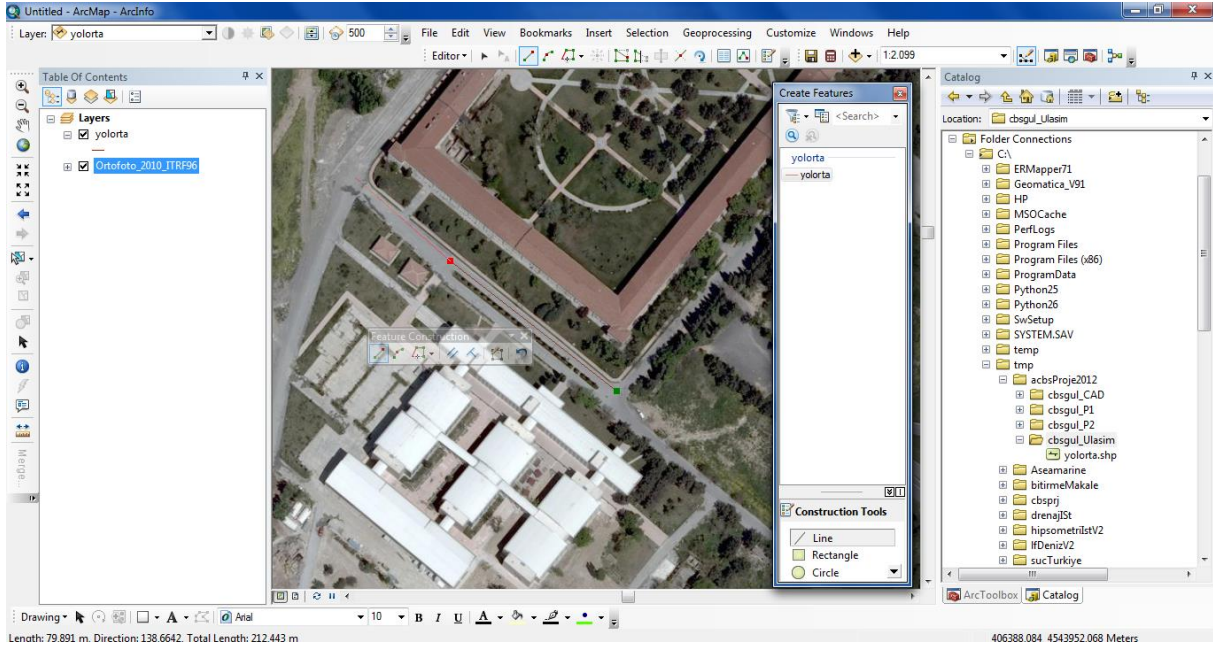 Untitled - ArcMap - ArcInfo
Layer: yolorta 500 File Edit View Bookmarks Insert Selection Geoprocessing Customize Windows Help
Editor 1:2.099
Table Of Contents
Layers
yolorta
Ortofoto_2010_ITRF96
Merge...
Feature Construction
Create Features
<Search>
yolorta
yolorta
Construction Tools
Line
Rectangle
Circle
Catalog
Location: cbsgul_Ulasim
Folder Connections
C:\
ERMapper71
Geomatica_V91
HP
MSOCache
PerfLogs
Program Files
Program Files (x86)
ProgramData
Python25
Python26
SwSetup
SYSTEM.SAV
temp
tmp
acbsProje2012
cbsgul_CAD
cbsgul_P1
cbsgul_P2
cbsgul_Ulasim
yolorta.shp
Aseamarine
bitirmeMakale
cbsprj
drenajISt
hipsometriIstV2
IfDenizV2
sucTurkiye
ArcToolbox Catalog
Drawing A Arial 10 B I U A
Length: 79.891 m, Direction: 138.6642, Total Length: 212.443 m 406388.084 4543952.068 Meters